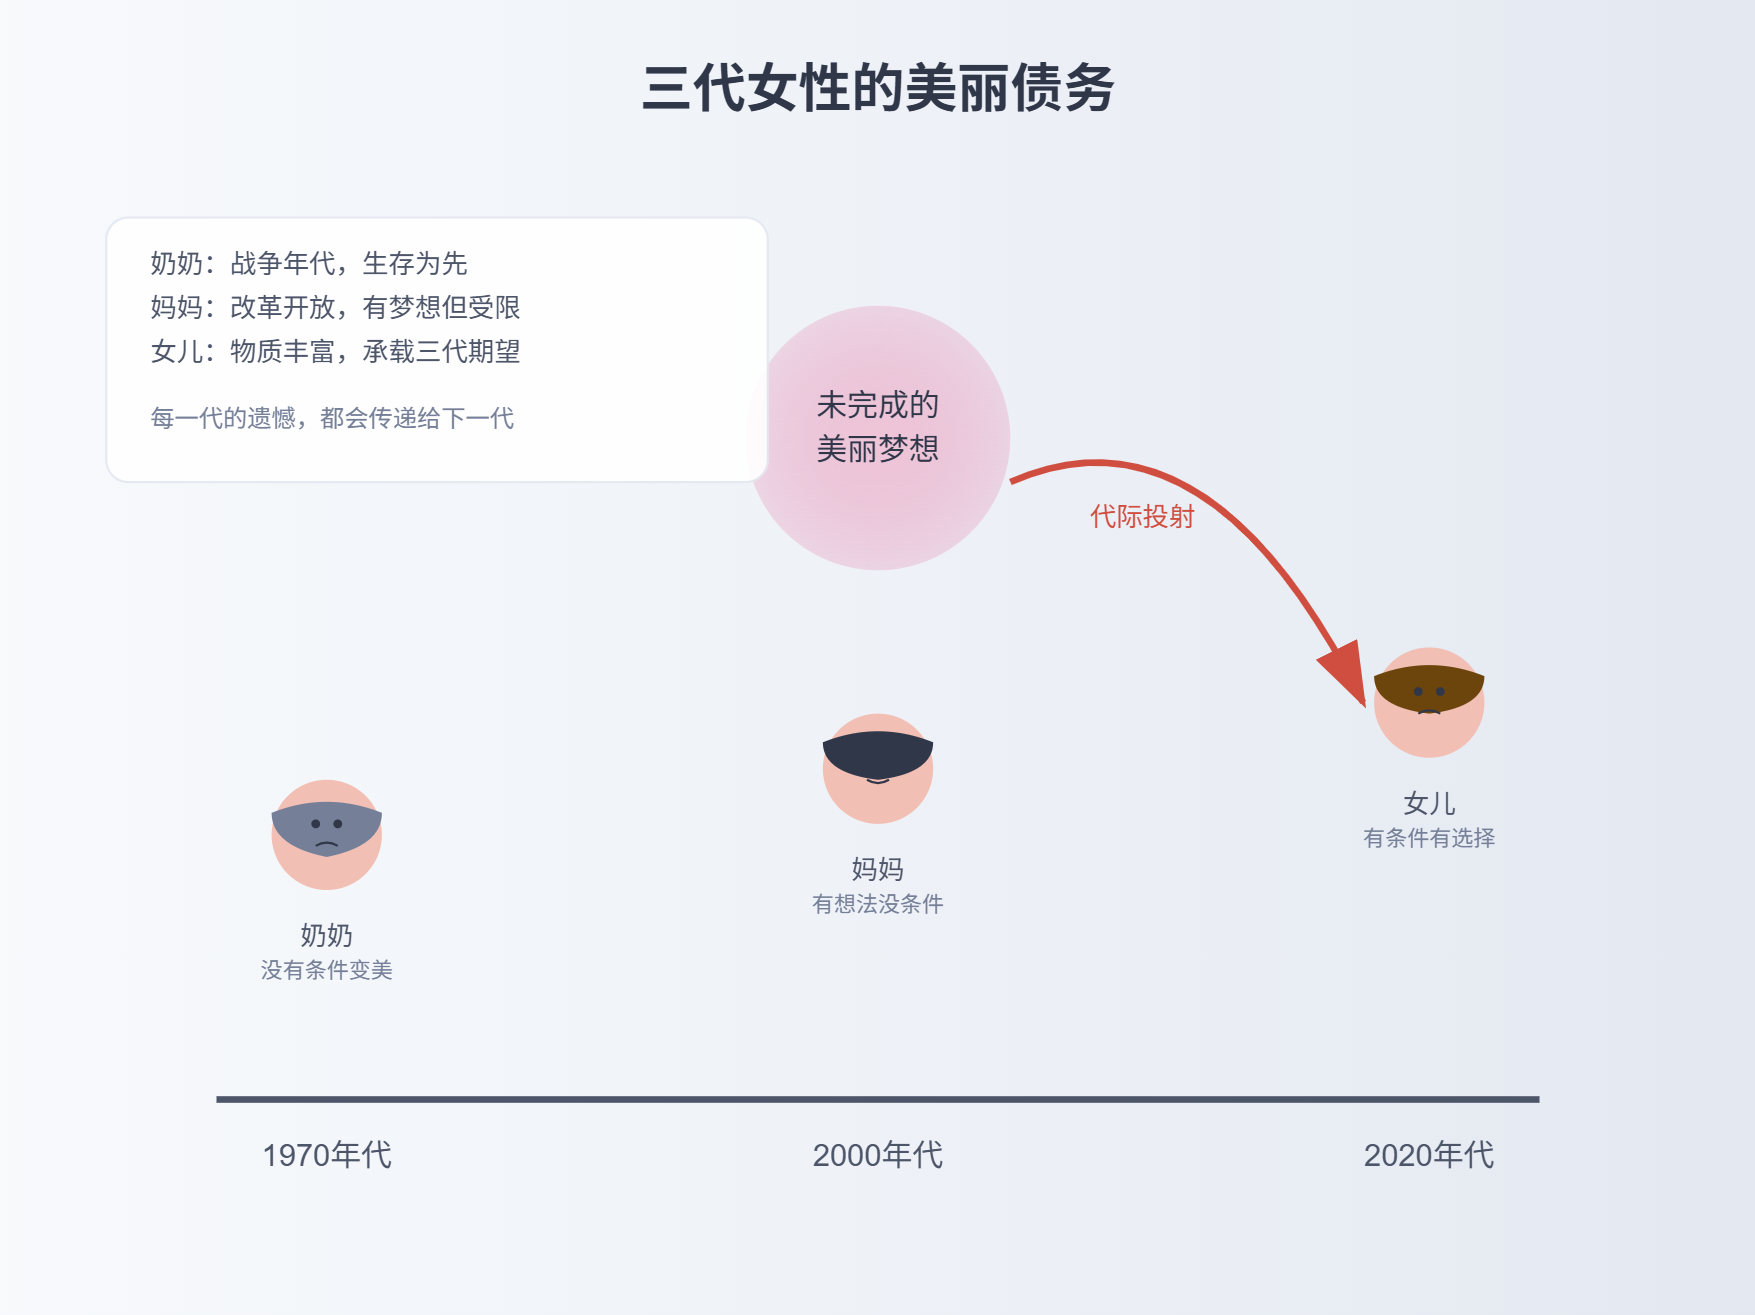 三代女性的美丽债务
奶奶：战争年代，生存为先
妈妈：改革开放，有梦想但受限
女儿：物质丰富，承载三代期望
每一代的遗憾，都会传递给下一代
未完成的
美丽梦想
代际投射
女儿
有条件有选择
妈妈
有想法没条件
奶奶
没有条件变美
1970年代
2000年代
2020年代